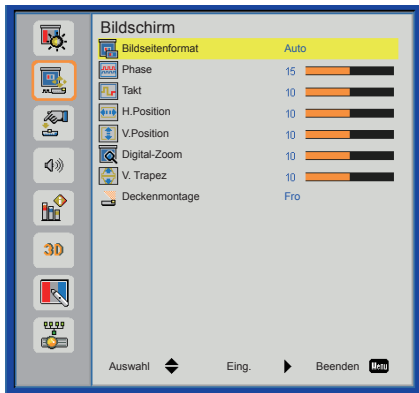 Bildschirm
Bildseitenformat Auto
Phase 15
Takt 10
H.Position 10
V.Position 10
Digital-Zoom 10
V. Trapez 10
Deckenmontage Fro
3D
Auswahl Eing. Beenden Menu